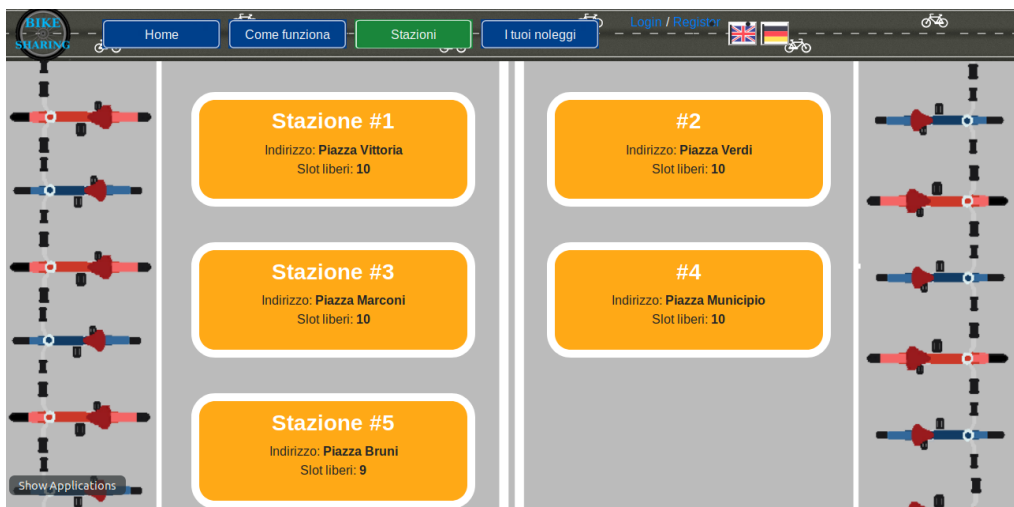 BIKE
SHARING
Home
Come funziona
Stazioni
I tuoi noleggi
Login / Register
Stazione #1
Indirizzo: Piazza Vittoria
Slot liberi: 10
#2
Indirizzo: Piazza Verdi
Slot liberi: 10
Stazione #3
Indirizzo: Piazza Marconi
Slot liberi: 10
#4
Indirizzo: Piazza Municipio
Slot liberi: 10
Stazione #5
Indirizzo: Piazza Bruni
Slot liberi: 9
Show Applications